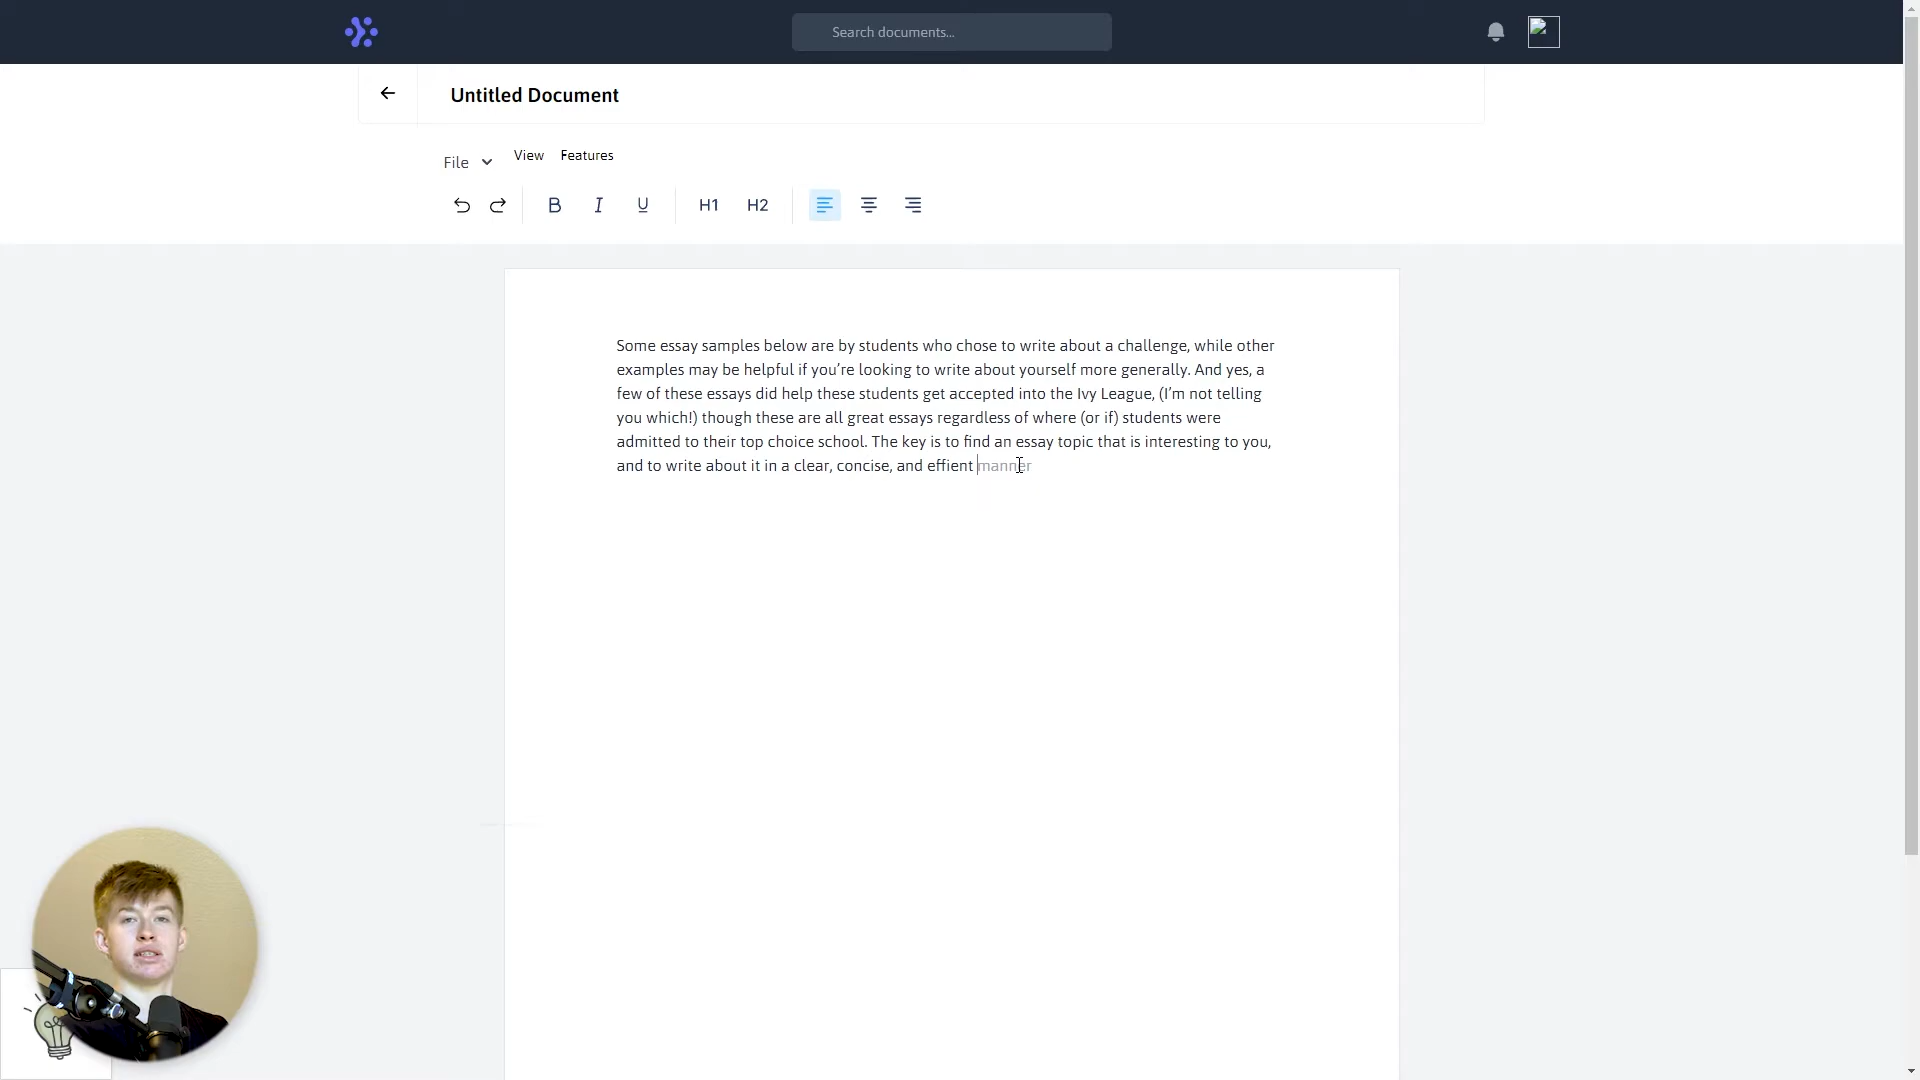 Search documents...
Untitled Document
File View Features
B I U H1 H2
Some essay samples below are by students who chose to write about a challenge, while other
examples may be helpful if you’re looking to write about yourself more generally. And yes, a
few of these essays did help these students get accepted into the Ivy League, (I’m not telling
you which!) though these are all great essays regardless of where (or if) students were
admitted to their top choice school. The key is to find an essay topic that is interesting to you,
and to write about it in a clear, concise, and effient manner